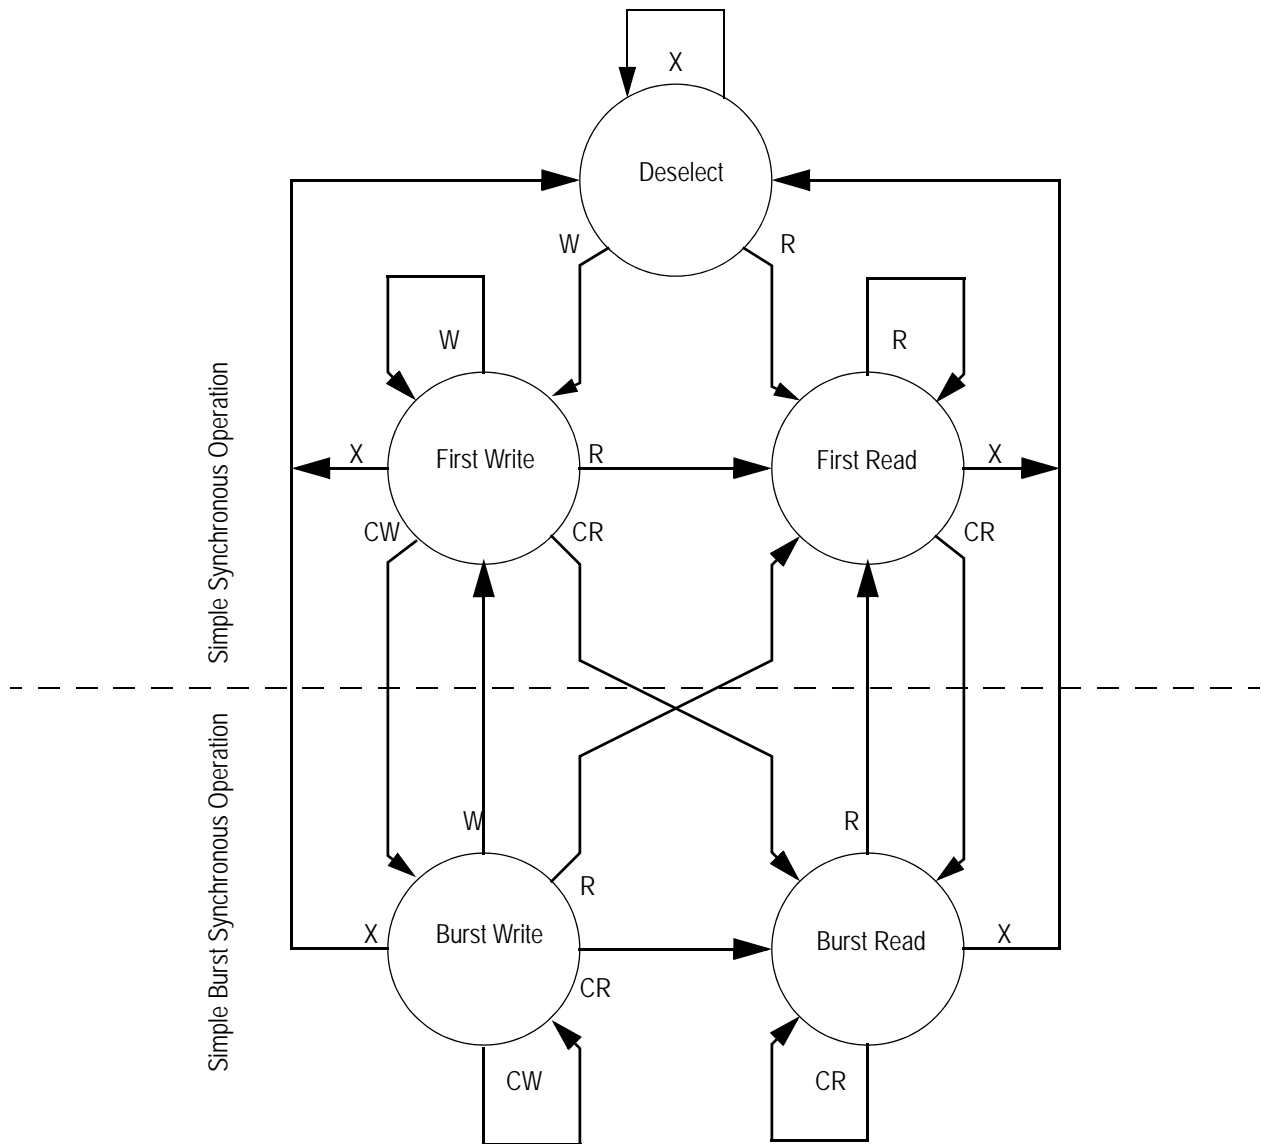 X
Deselect
W
R
W
R
Simple Synchronous Operation
X
First Write
R
First Read
X
CW
CR
CR
Simple Burst Synchronous Operation
W
R
R
X
Burst Write
Burst Read
X
CR
CW
CR